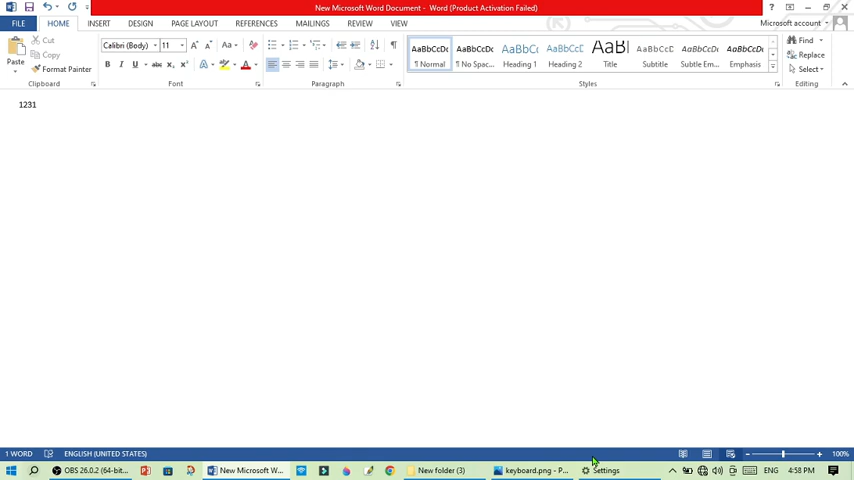 New Microsoft Word Document - Word (Product Activation Failed)
FILE HOME INSERT DESIGN PAGE LAYOUT REFERENCES MAILINGS REVIEW VIEW Microsoft account
Paste
Cut
Copy
Format Painter
Clipboard
Calibri (Body) 11
Font
Paragraph
AaBbCcDc AaBbCcDc AaBbCc AaBbCcD AaBl AaBbCcD AaBbCcDc AaBbCcDc
¶ Normal ¶ No Spac... Heading 1 Heading 2 Title Subtitle Subtle Em... Emphasis
Styles
Find
Replace
Select
Editing
1231
1 WORD ENGLISH (UNITED STATES) 100%
OBS 26.0.2 (64-bit... New Microsoft W... New folder (3) keyboard.png - P... Settings ENG 4:58 PM